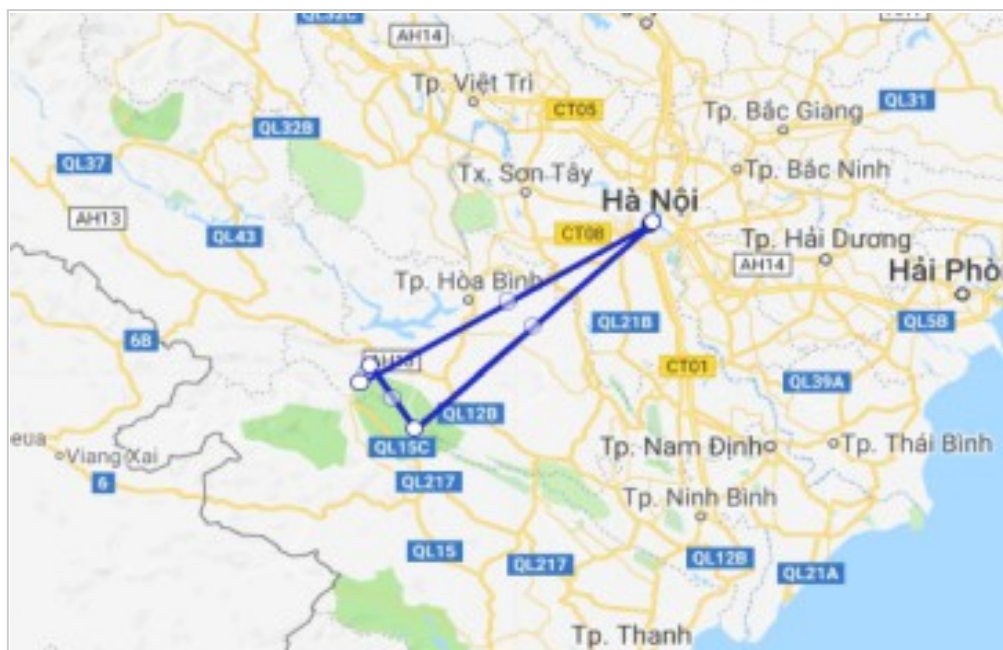 QL32C
AH14
QL31
Tp. Việt Trì
CT05
Tp. Bắc Giang
QL32B
QL37
Tx. Sơn Tây
Tp. Bắc Ninh
Hà Nội
AH13
QL43
CT08
Tp. Hải Dương
AH14
Tp. Hòa Bình
Hải Phò
QL21B
QL5B
6B
CT01
QL39A
QL12B
eua
Viang Xai
QL15C
Tp. Nam Định
Tp. Thái Bình
6
QL217
Tp. Ninh Bình
QL15
QL217
QL12B
QL21A
Tp. Thanh